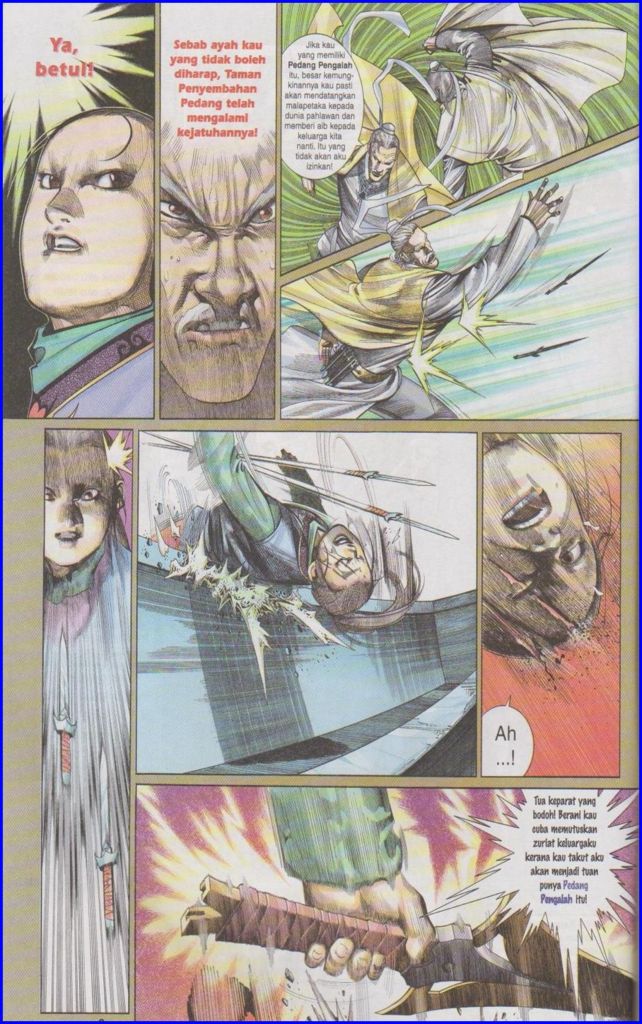 Ya,
betul!
Sebab ayah kau
yang tidak boleh
diharap, Taman
Penyembahan
Pedang telah
mengalami
kejatuhannya!
Jika kau
yang memiliki
Pedang Pengalah
itu, besar kemung-
kinannya kau pasti
akan mendatangkan
malapetaka kepada
dunia pahlawan dan
memberi aib kepada
keluarga kita
nanti. Itu yang
tidak akan aku
izinkan!
Ah
...!
Tua keparat yang
bodoh! Berani kau
cuba memutuskan
zuriat keluargaku
kerana kau takut aku
akan menjadi tuan
punya Pedang
Pengalah itu!